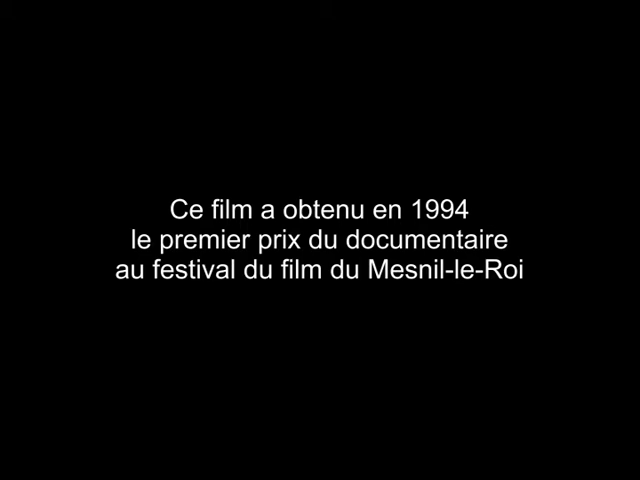 Ce film a obtenu en 1994
le premier prix du documentaire
au festival du film du Mesnil-le-Roi